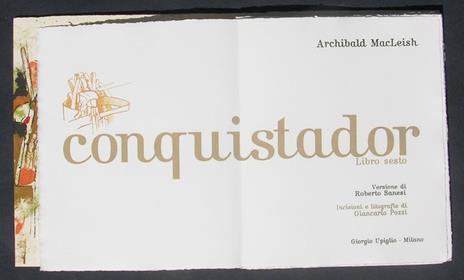 Archibald MacLeish
conquistador
Libro sesto
Versione di
Roberto Sanesi
Incisioni e litografie di
Giancarlo Pozzi
Giorgio Upiglio - Milano